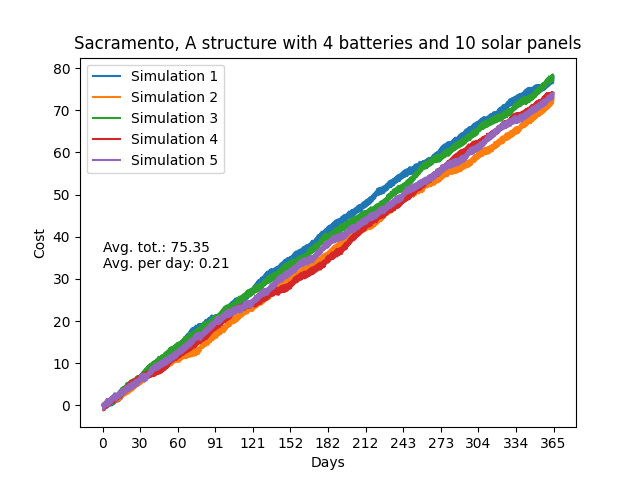 Sacramento, A structure with 4 batteries and 10 solar panels
80
70
60
50
40
30
20
10
0
Cost
Simulation 1
Simulation 2
Simulation 3
Simulation 4
Simulation 5
Avg. tot.: 75.35
Avg. per day: 0.21
0 30 60 91 121 152 182 212 243 273 304 334 365
Days